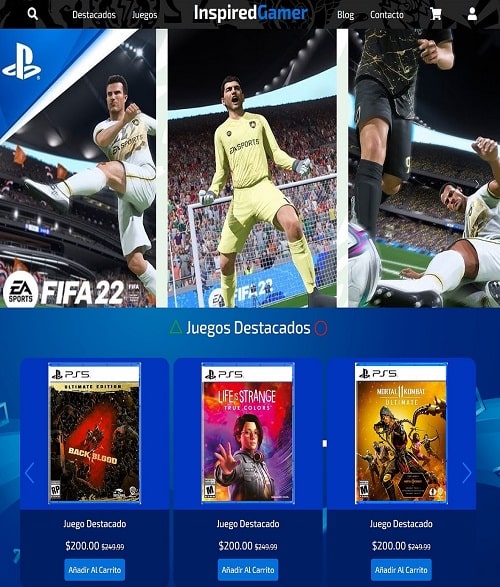 Destacados Juegos InspiredGamer Blog Contacto
EA SPORTS
EA SPORTS
EA SPORTS FIFA 22 FIFA
Juegos Destacados
PS5 PS5 PS5
ULTIMATE EDITION
4
BACK BLOOD
LIFE IS STRANGE
TRUE COLORS
MORTAL KOMBAT 11
ULTIMATE
RP M M
Juego Destacado Juego Destacado Juego Destacado
$200.00 $249.99 $200.00 $249.99 $200.00 $249.99
Añadir Al Carrito Añadir Al Carrito Añadir Al Carrito